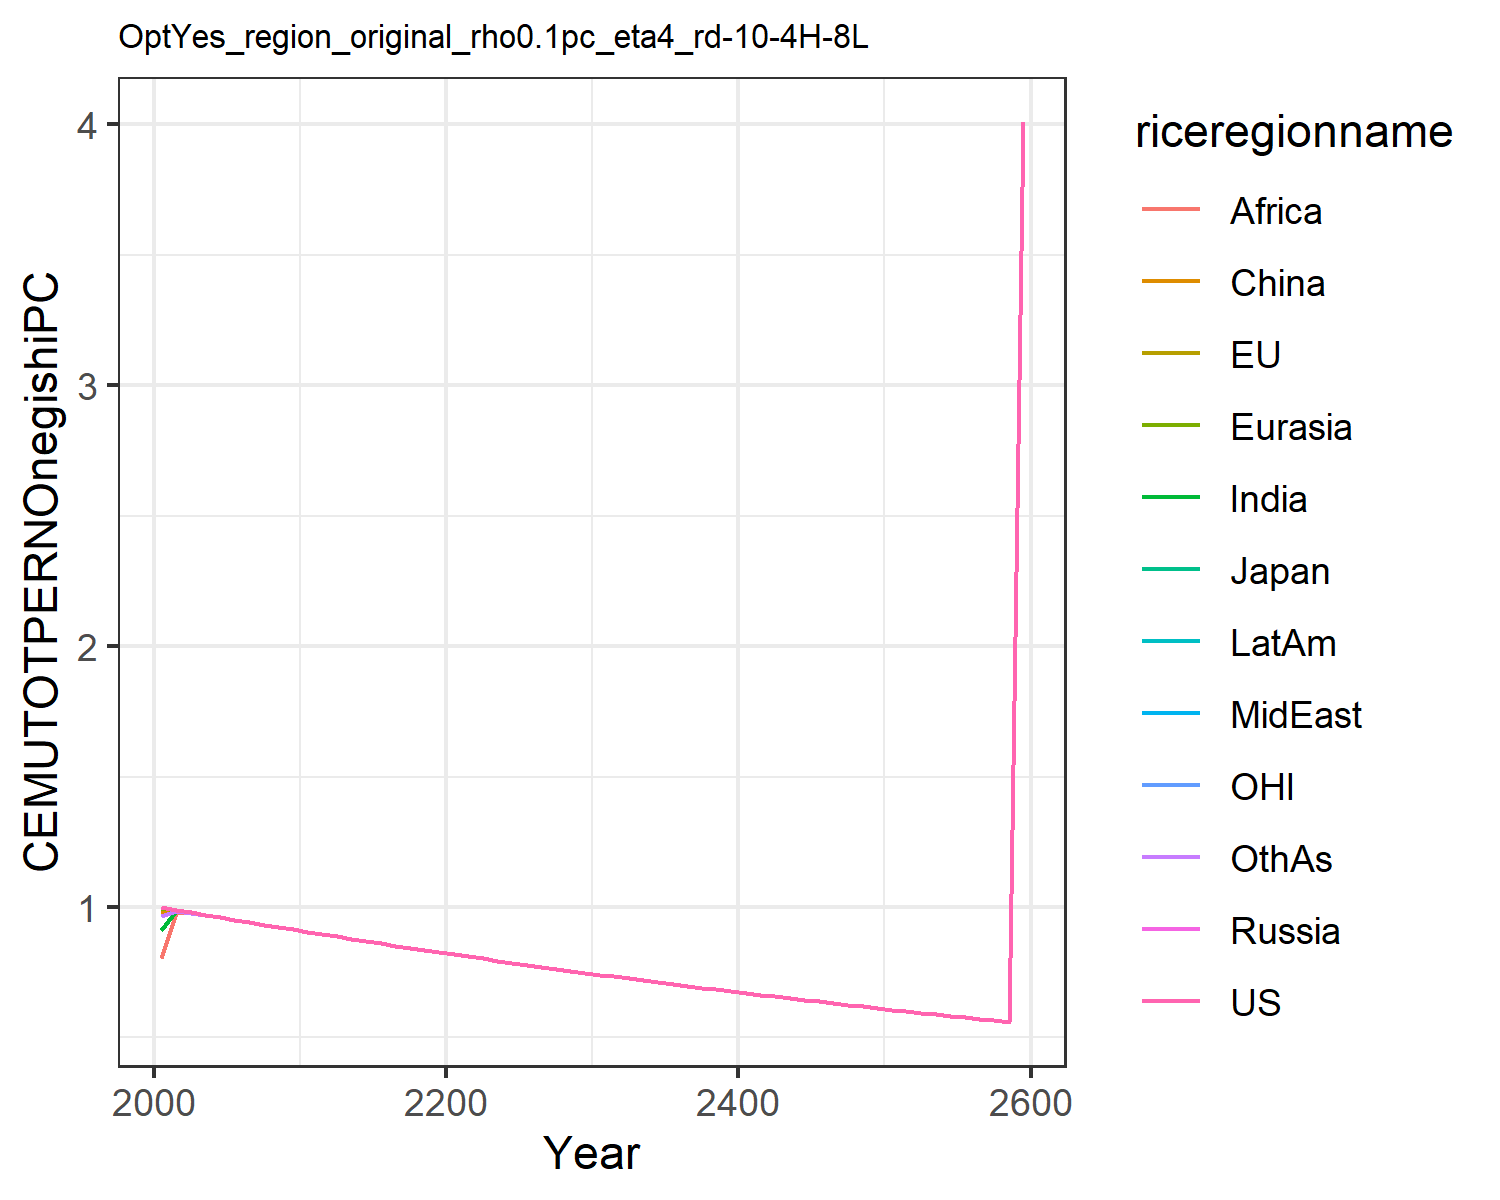 OptYes_region_original_rho0.1pc_eta4_rd-10-4H-8L
CEMUTOTPERNOnegishiPC
4
3
2
1
2000 2200 2400 2600
Year
riceregionname
Africa
China
EU
Eurasia
India
Japan
LatAm
MidEast
OHI
OthAs
Russia
US